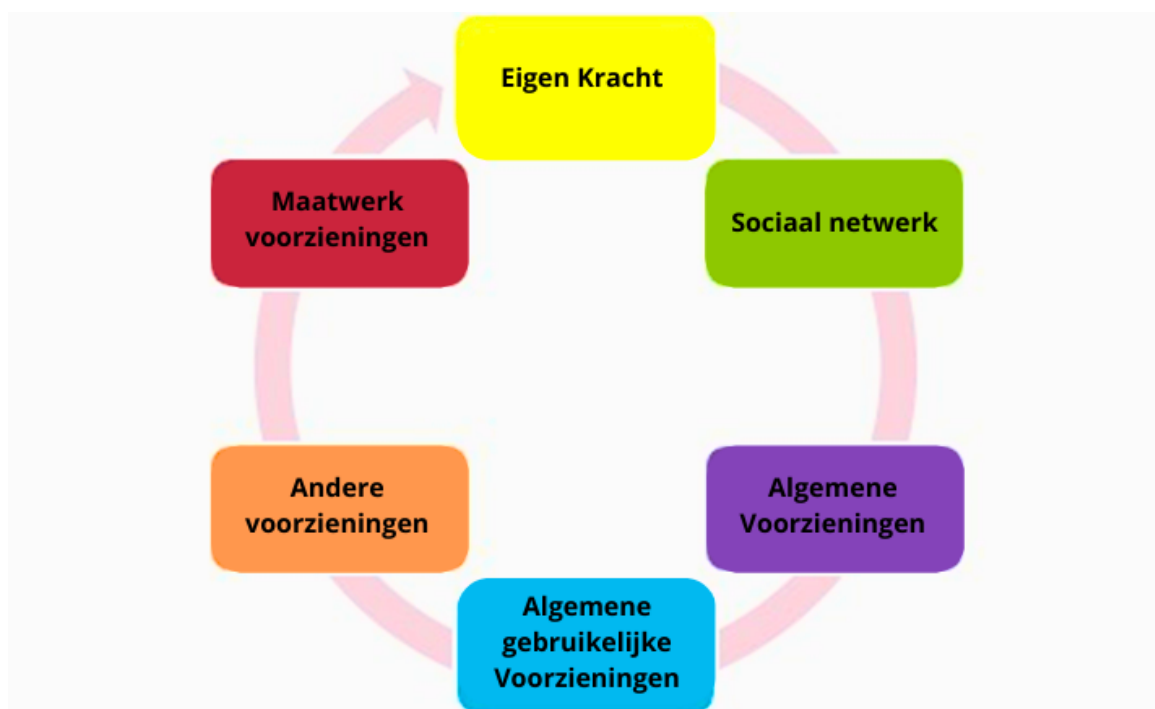 Eigen Kracht
Sociaal netwerk
Algemene
Voorzieningen
Algemene
gebruikelijke
Voorzieningen
Andere
voorzieningen
Maatwerk
voorzieningen